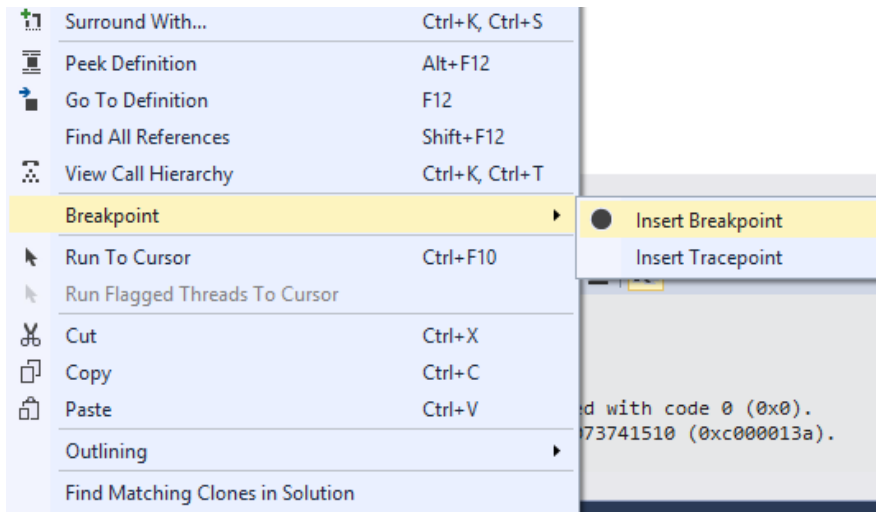 Surround With... Ctrl+K, Ctrl+S
Peek Definition Alt+F12
Go To Definition F12
Find All References Shift+F12
View Call Hierarchy Ctrl+K, Ctrl+T
Breakpoint
Insert Breakpoint
Insert Tracepoint
Run To Cursor Ctrl+F10
Run Flagged Threads To Cursor
Cut Ctrl+X
Copy Ctrl+C
Paste Ctrl+V
with code 0 (0x0).
(0xc000013a).
Outlining
Find Matching Clones in Solution